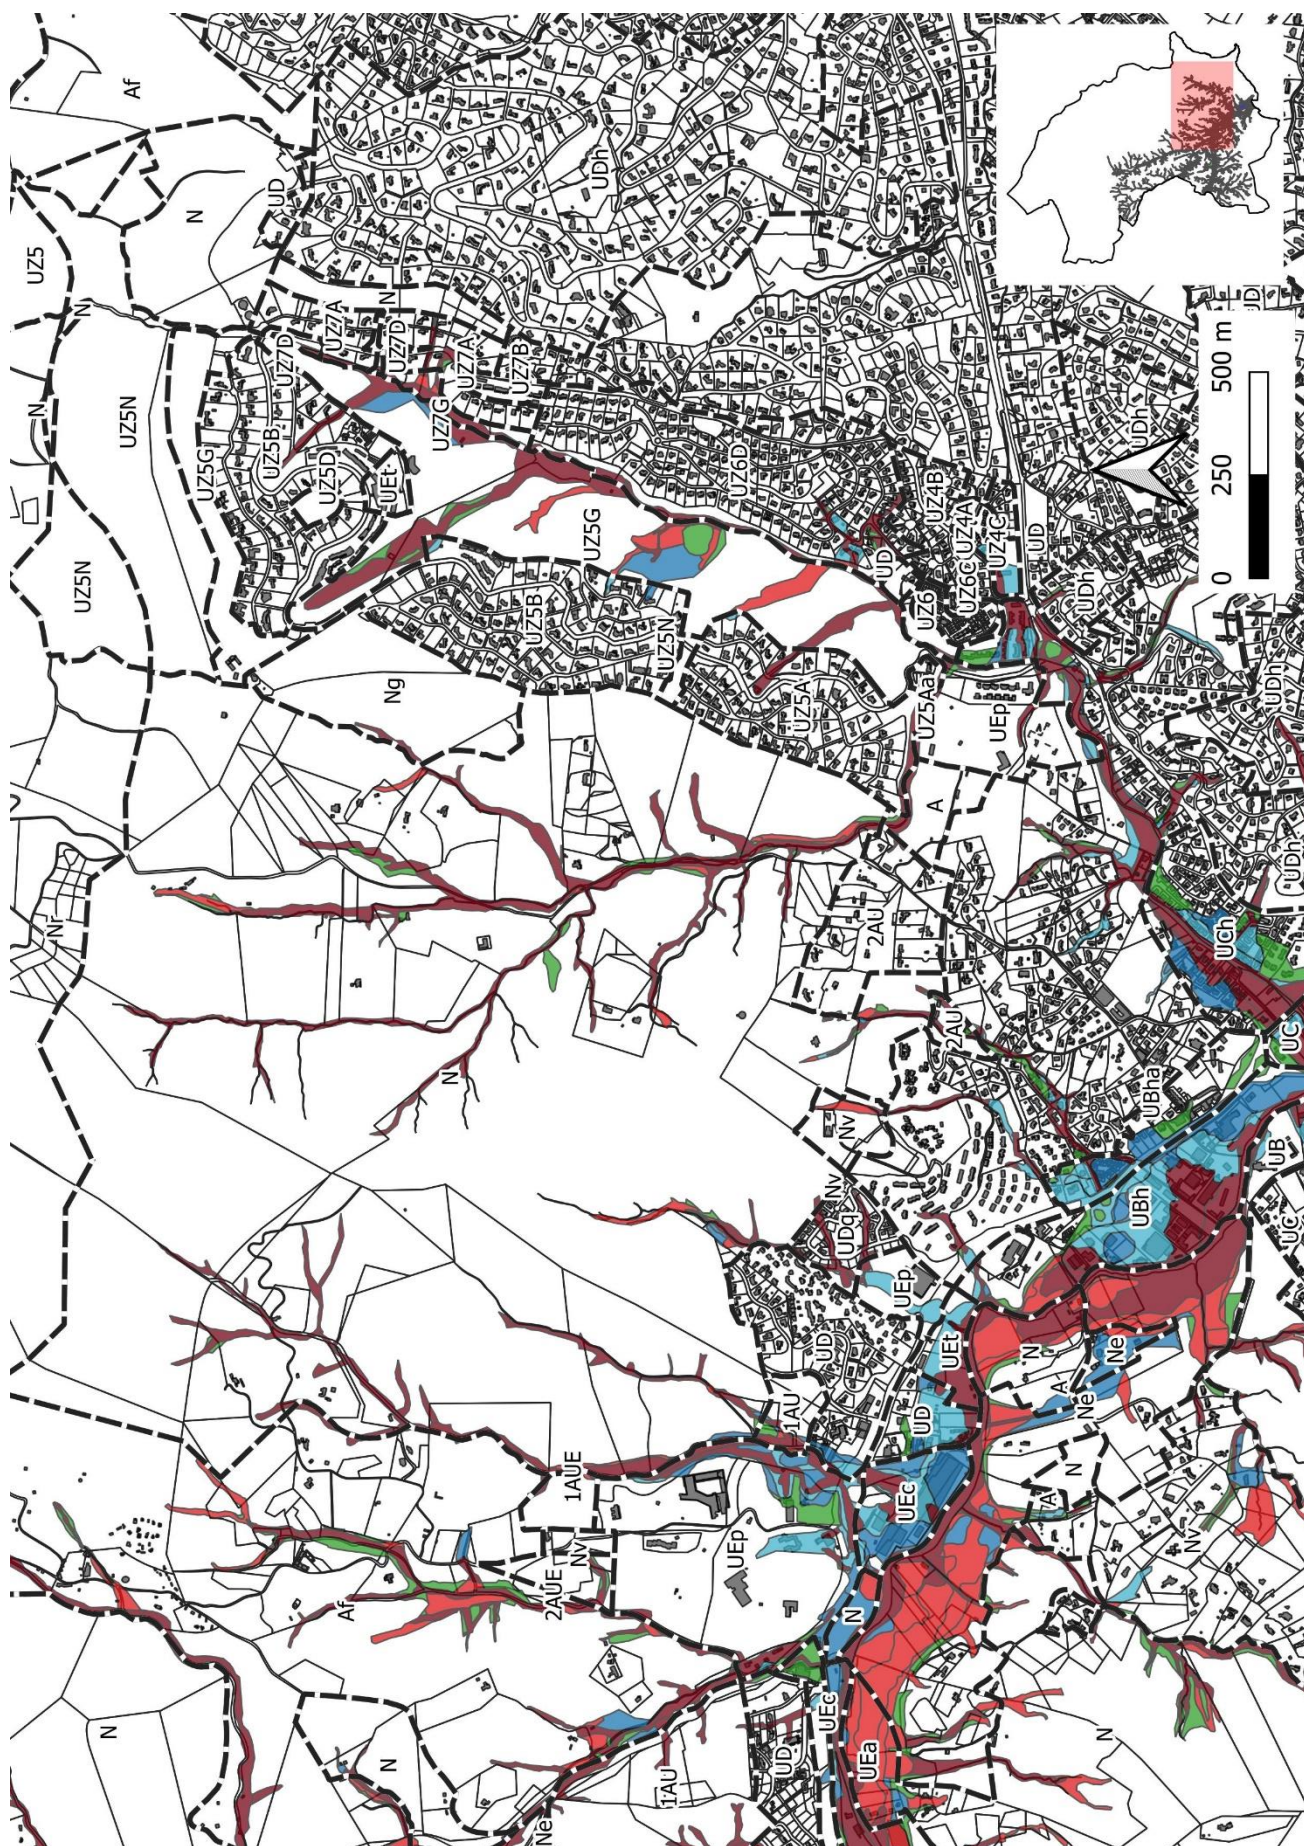 Af
UZ5
N
UD
N
UZ5N
N
UDh
UZ7A
N
UZ7D
UZ7A
UZ7B
UZ7D
UZ7G
UZ5G
UZ5B
UZ5D
UEt
UZ5N
UZ6D
UZ5G
UZ5B
UZ5N
UZ4B
UZ4A
UZ4C
UZ6C
UZ6
UD
UD
UDh
UDh
UD
500 m
250
0
Ng
UZ5A
UZ5Aa
UEp
A
UDh
UDh
Nr
2AU
UCh
N
2AU
UBha
UC
Nv
Nv
UDq
UBh
UB
UC
UEp
UD
UEt
N
Ne
A
Ne
1AU
UD
1AUE
UEc
N
A
Nv
UEp
Nv
2AUE
Af
N
N
N
UEc
UEa
UD
1AU
Ne
N